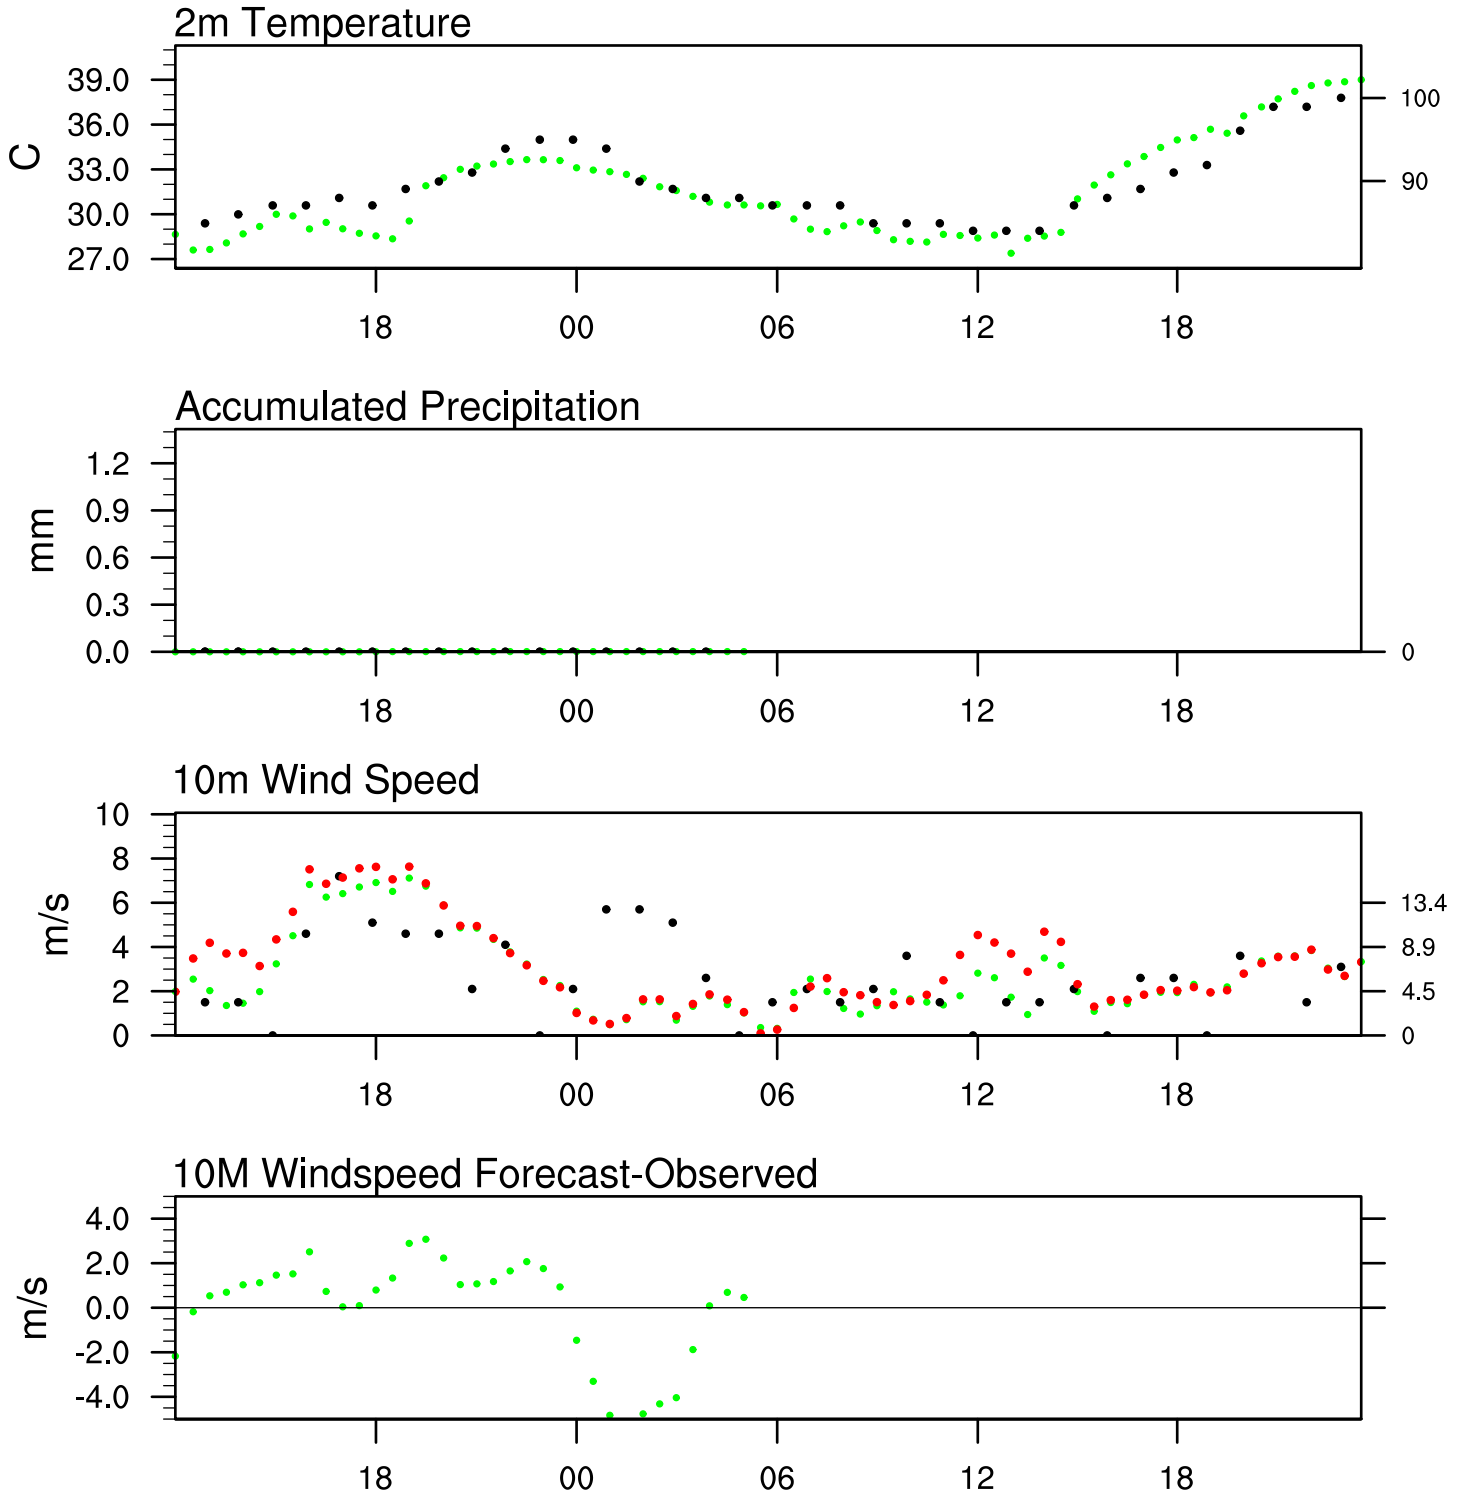 2m Temperature
39.0
36.0
33.0
30.0
27.0
C
100
90
18 00 06 12 18
Accumulated Precipitation
1.2
0.9
0.6
0.3
0.0
mm
0
18 00 06 12 18
10m Wind Speed
10
8
6
4
2
0
m/s
13.4
8.9
4.5
0
18 00 06 12 18
10M Windspeed Forecast-Observed
4.0
2.0
0.0
-2.0
-4.0
m/s
18 00 06 12 18